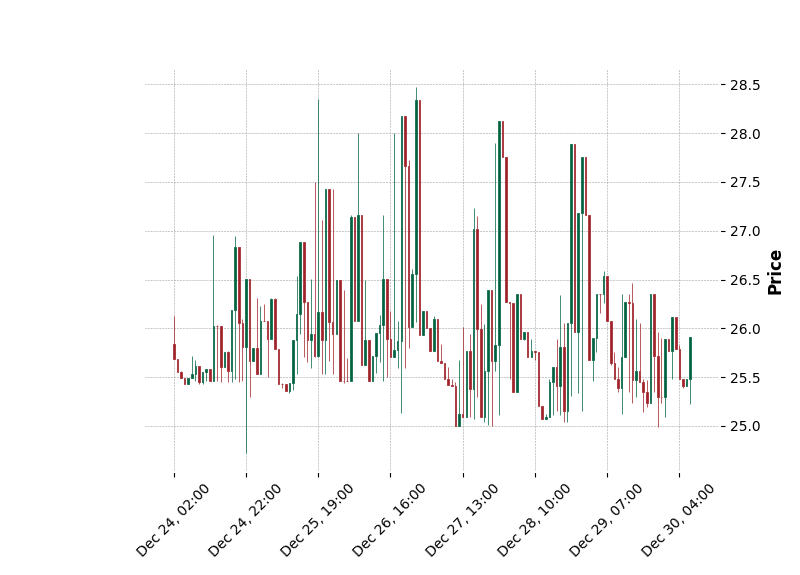 28.5
28.0
27.5
27.0
26.5
26.0
25.5
25.0
Price
Dec 24, 02:00
Dec 24, 22:00
Dec 25, 19:00
Dec 26, 16:00
Dec 27, 13:00
Dec 28, 10:00
Dec 29, 07:00
Dec 30, 04:00